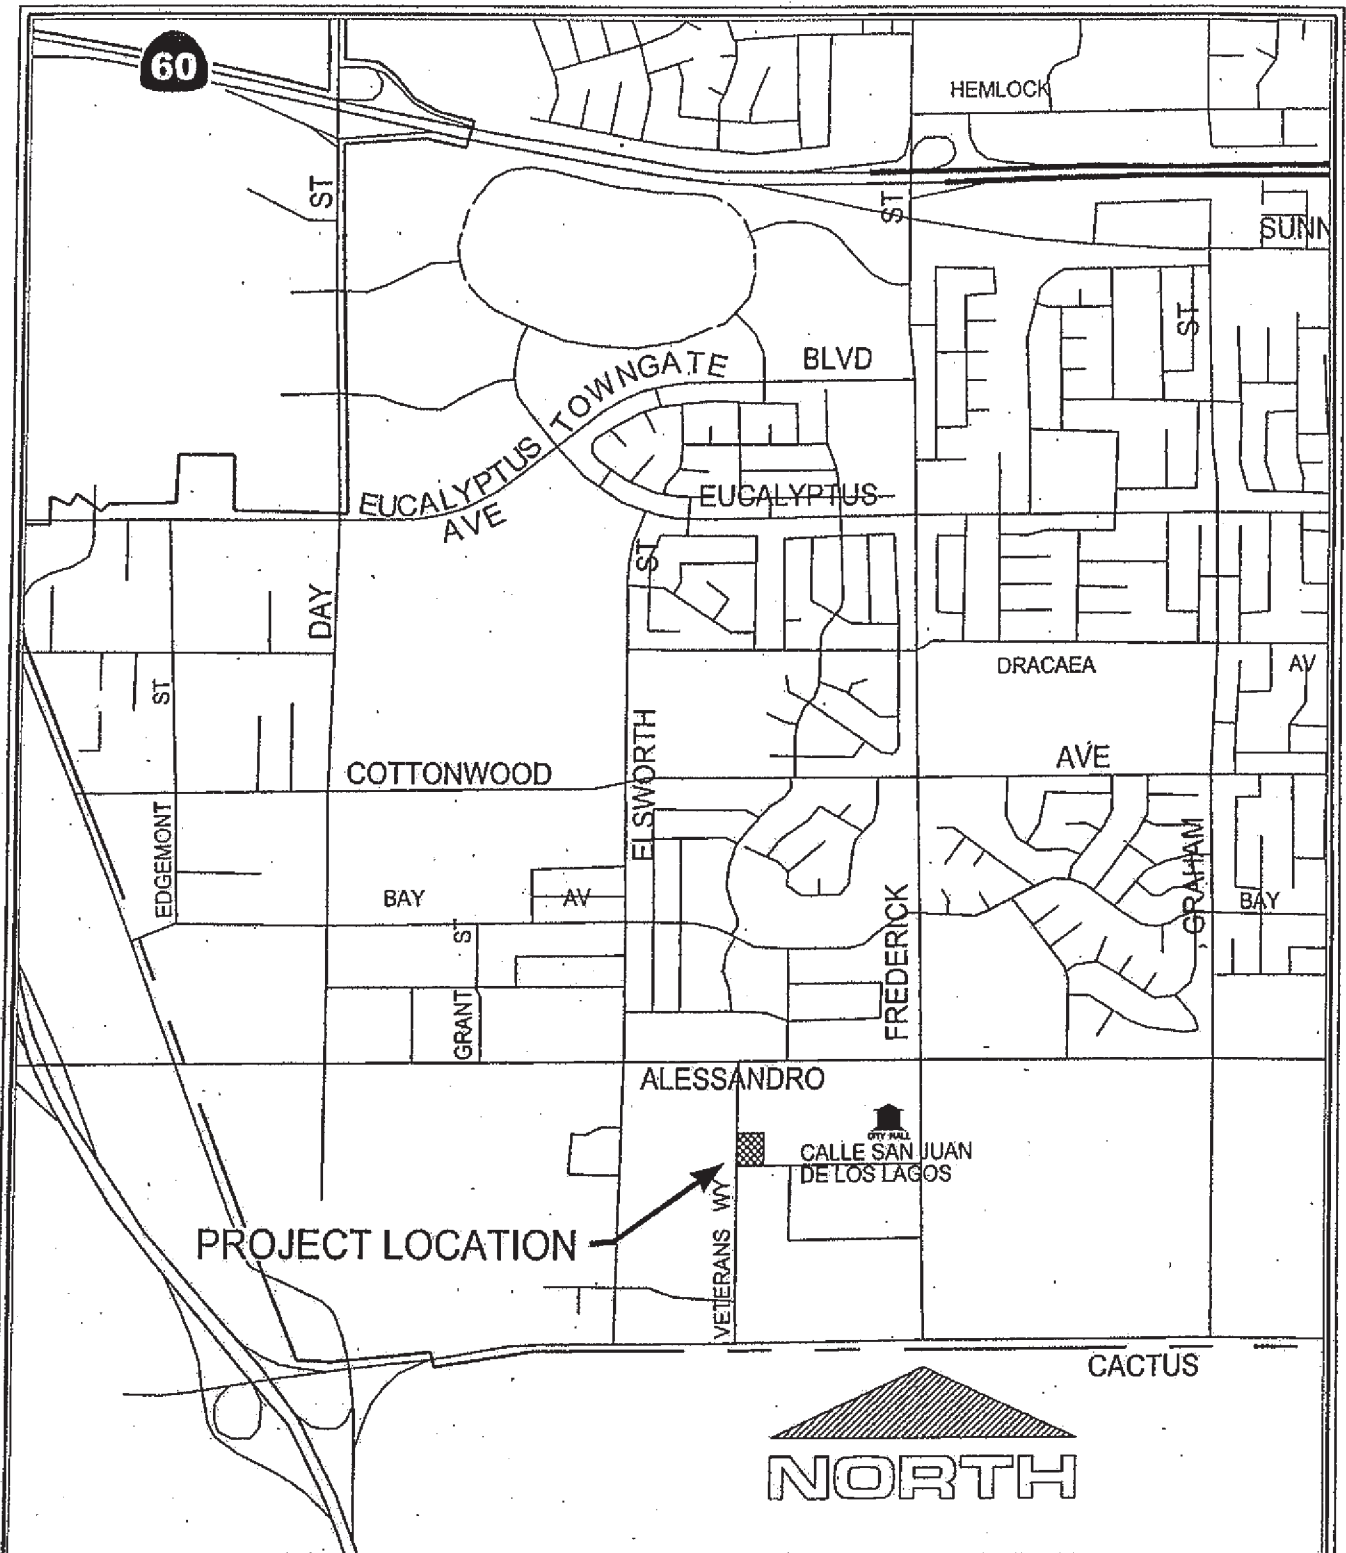 60
HEMLOCK
ST
ST
SUNN
ST
BLVD
EUCALYPTUS TOWNGATE
AVE
EUCALYPTUS
ST
DAY
DRACAEA
AV
ST
ELSWORTH
COTTONWOOD
AVE
EDGEMONT
BAY
AV
GRAHAM
BAY
ST
FREDERICK
GRANT
ALESSANDRO
CITY HALL
CALLE SAN JUAN
DE LOS LAGOS
VETERANS WY
PROJECT LOCATION
CACTUS
NORTH